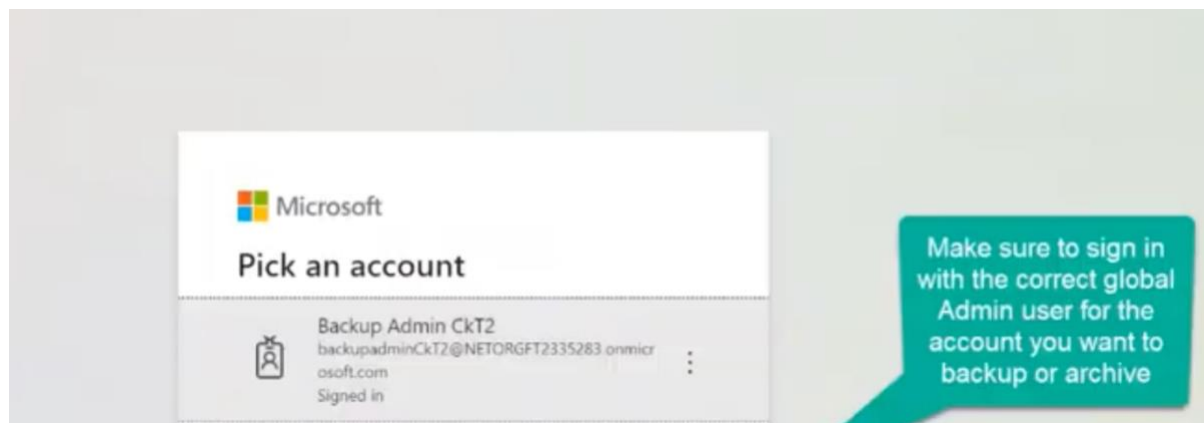 Microsoft
Pick an account
Backup Admin CkT2
backupadminCkT2@NETORGFT2335283.onmicr
osoft.com
Signed in
Make sure to sign in
with the correct global
Admin user for the
account you want to
backup or archive